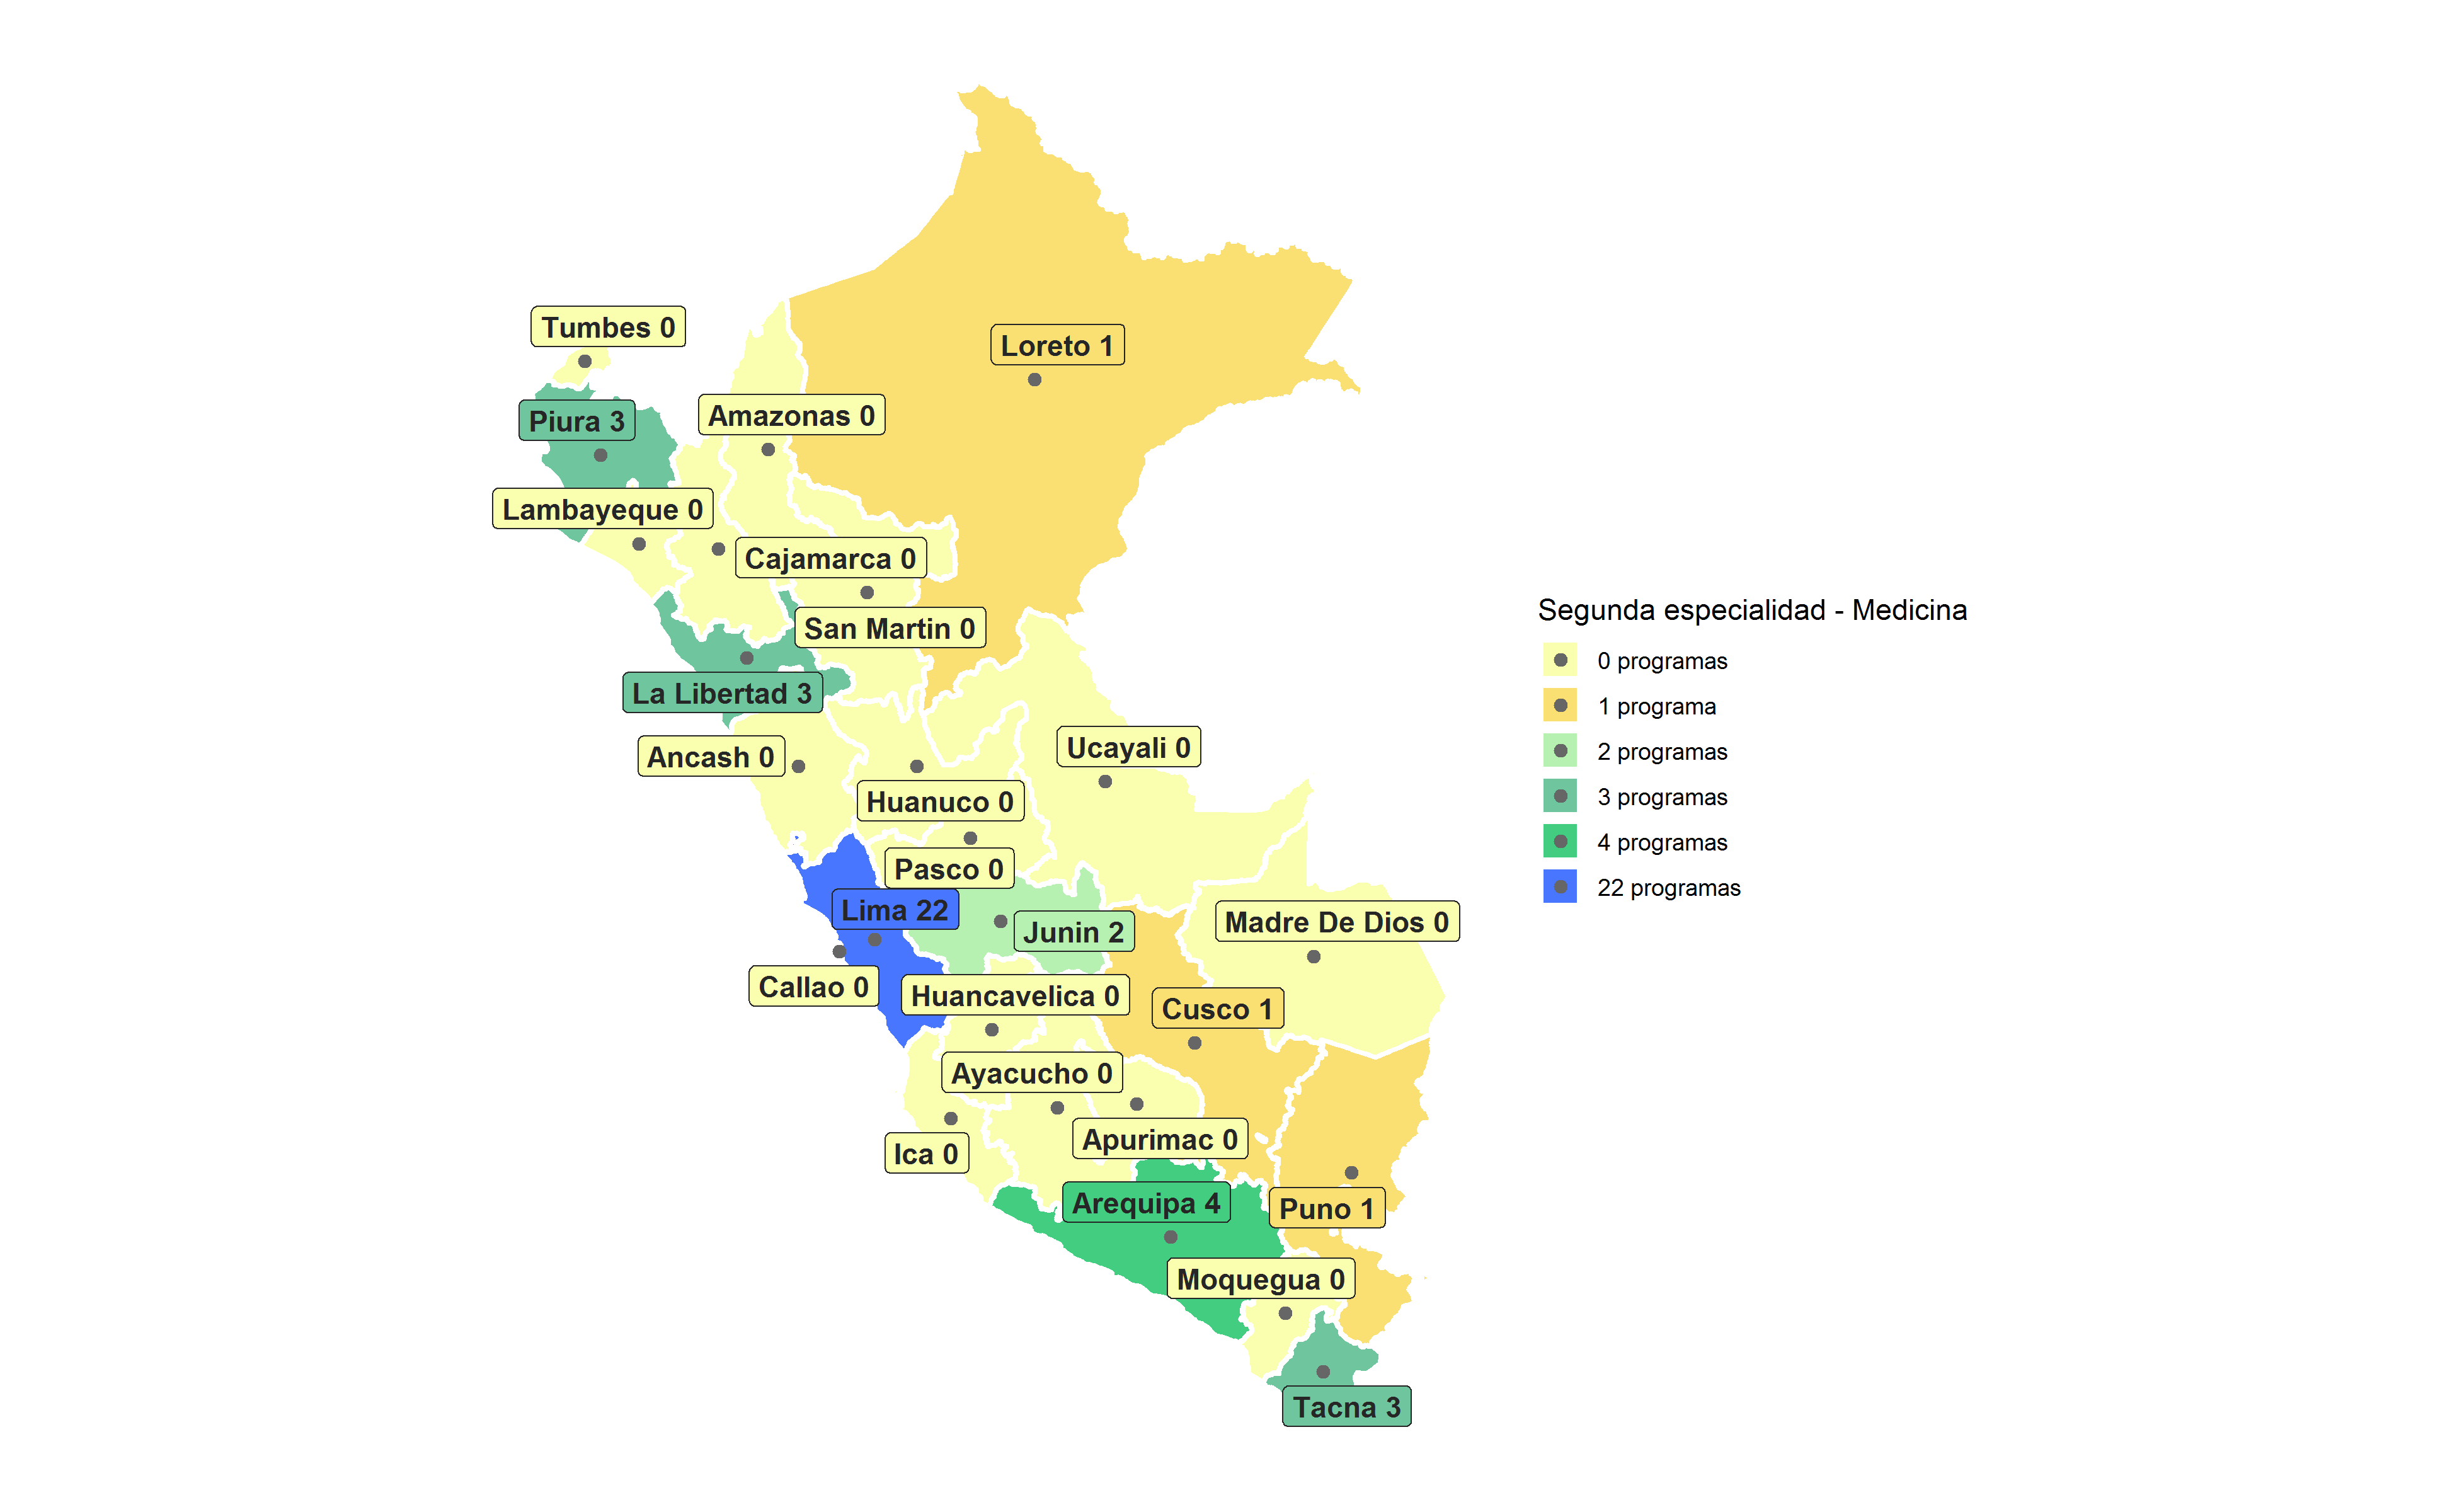 Loreto 1
Tumbes 0
Amazonas 0
Piura 3
Lambayeque 0
Cajamarca 0
San Martin 0
La Libertad 3
Ancash 0
Ucayali 0
Huanuco 0
Pasco 0
Lima 22
Junin 2
Madre De Dios 0
Callao 0
Huancavelica 0
Cusco 1
Ayacucho 0
Apurimac 0
Ica 0
Arequipa 4
Puno 1
Moquegua 0
Tacna 3
Segunda especialidad - Medicina
0 programas
1 programa
2 programas
3 programas
4 programas
22 programas